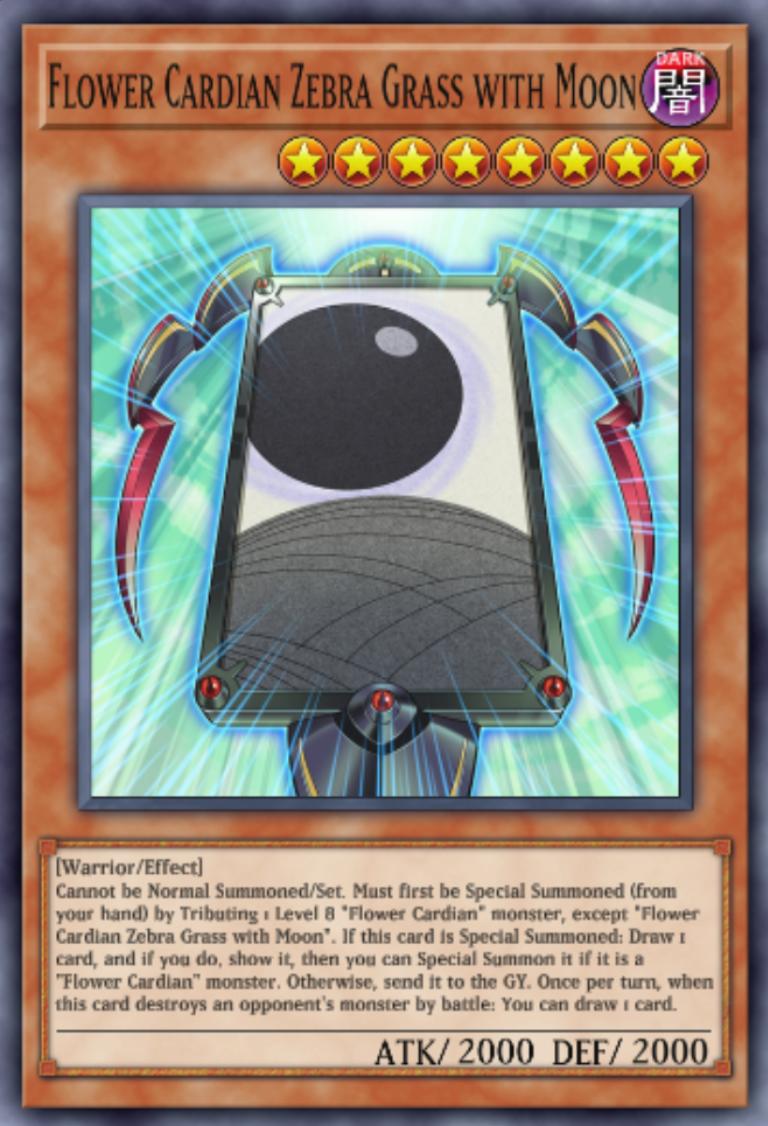 FLOWER CARDIAN ZEBRA GRASS WITH MOON
DARK
闇
[Warrior/Effect]
Cannot be Normal Summoned/Set. Must first be Special Summoned (from
your hand) by Tributing 1 Level 8 "Flower Cardian" monster, except "Flower
Cardian Zebra Grass with Moon". If this card is Special Summoned: Draw 1
card, and if you do, show it, then you can Special Summon it if it is a
"Flower Cardian" monster. Otherwise, send it to the GY. Once per turn, when
this card destroys an opponent's monster by battle: You can draw 1 card.
ATK/ 2000 DEF/ 2000